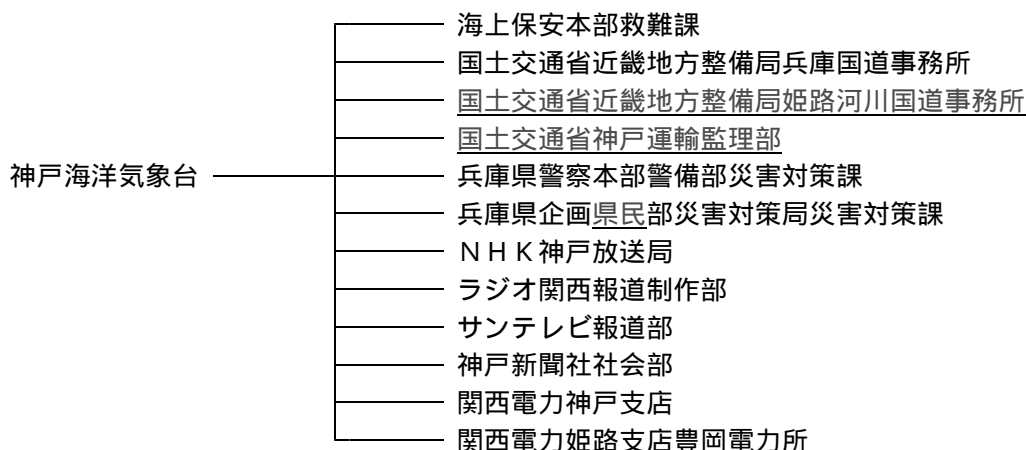 海上保安本部救難課
国土交通省近畿地方整備局兵庫国道事務所
国土交通省近畿地方整備局姫路河川国道事務所
国土交通省神戸運輸監理部
神戸海洋気象台
兵庫県警察本部警備部災害対策課
兵庫県企画県民部災害対策局災害対策課
ＮＨＫ神戸放送局
ラジオ関西報道制作部
サンテレビ報道部
神戸新聞社社会部
関西電力神戸支店
関西電力姫路支店豊岡電力所